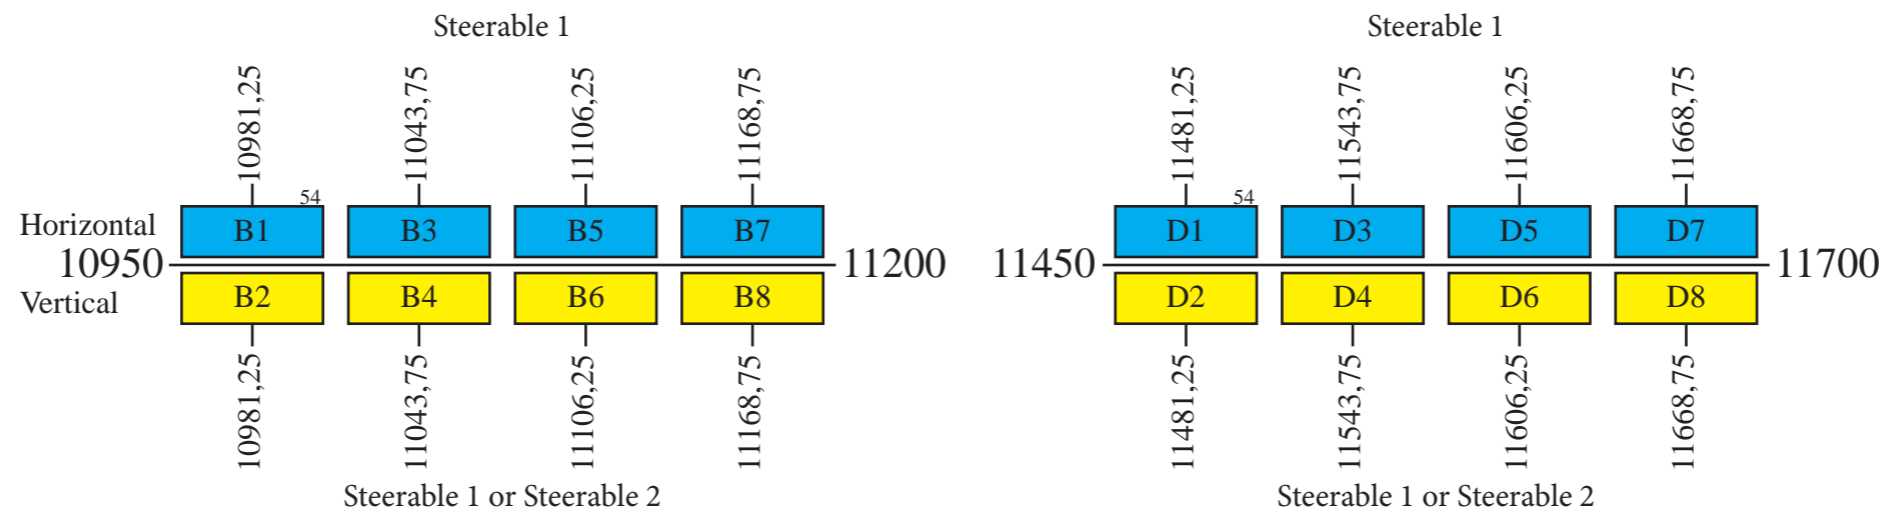 Steerable 1
10981,25 11043,75 11106,25 11168,75
54
Horizontal B1 B3 B5 B7
10950 11200
Vertical B2 B4 B6 B8
10981,25 11043,75 11106,25 11168,75
Steerable 1 or Steerable 2
Steerable 1
11481,25 11543,75 11606,25 11668,75
54
D1 D3 D5 D7
11450 11700
D2 D4 D6 D8
11481,25 11543,75 11606,25 11668,75
Steerable 1 or Steerable 2